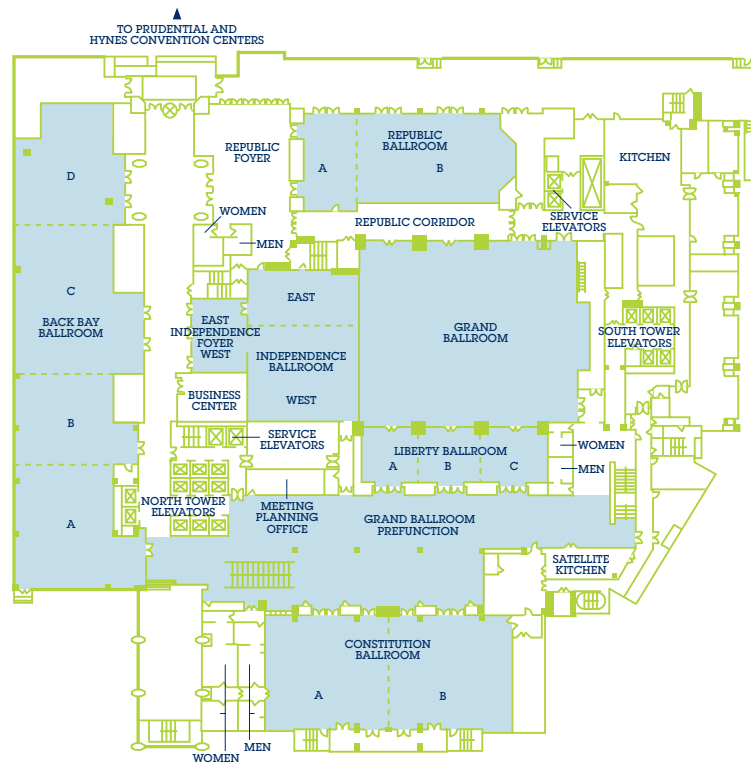 TO PRUDENTIAL AND
HYNES CONVENTION CENTERS
REPUBLIC
FOYER
REPUBLIC
BALLROOM
A
B
KITCHEN
D
WOMEN
MEN
REPUBLIC CORRIDOR
SERVICE
ELEVATORS
C
BACK BAY
BALLROOM
EAST
EAST
INDEPENDENCE
FOYER
WEST
INDEPENDENCE
BALLROOM
WEST
GRAND
BALLROOM
SOUTH TOWER
ELEVATORS
BUSINESS
CENTER
B
SERVICE
ELEVATORS
LIBERTY BALLROOM
A
B
C
WOMEN
MEN
NORTH TOWER
ELEVATORS
MEETING
PLANNING
OFFICE
GRAND BALLROOM
PREFUNCTION
A
SATELLITE
KITCHEN
CONSTITUTION
BALLROOM
A
B
MEN
WOMEN